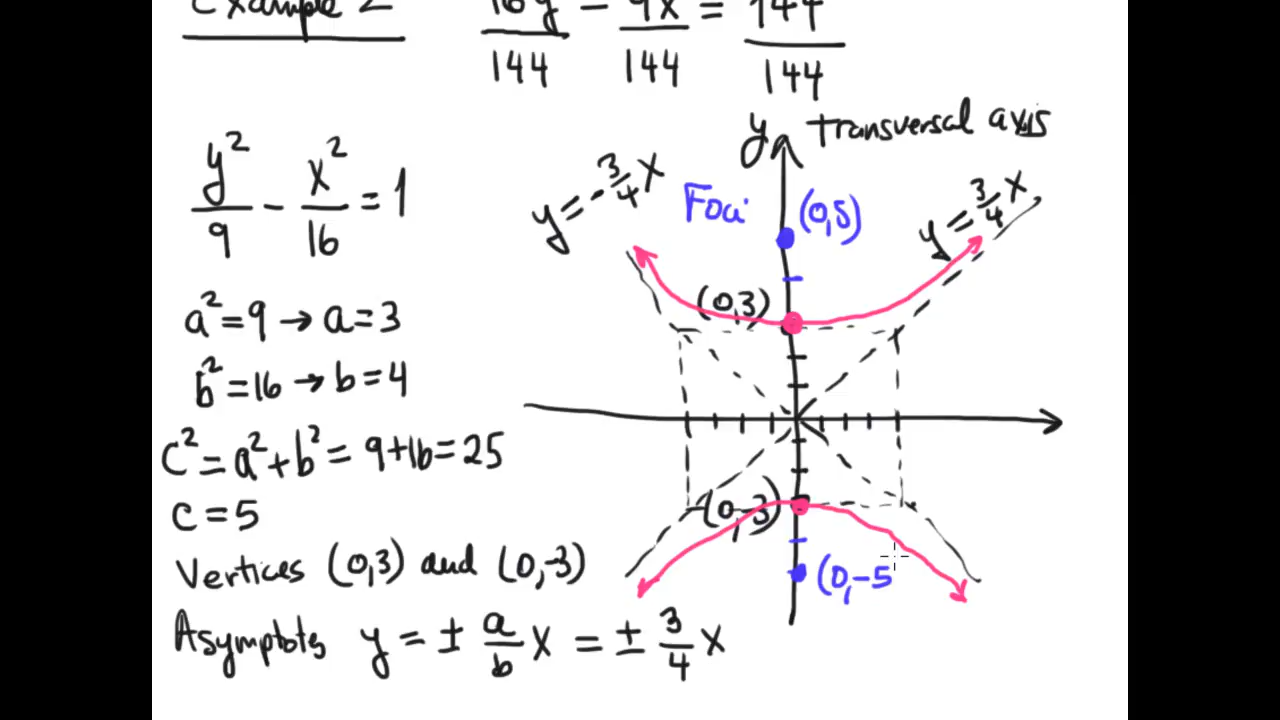 Example 2
16y − 9x = 144
144 144 144
y² / 9 − x² / 16 = 1
a² = 9 → a = 3
b² = 16 → b = 4
c² = a² + b² = 9 + 16 = 25
c = 5
Vertices (0,3) and (0,-3)
Asymptotes y = ± a/b x = ± 3/4 x
y transversal axis
y = -3/4 x
Foci (0,5)
y = 3/4 x
(0,3)
(0,-3)
(0,-5